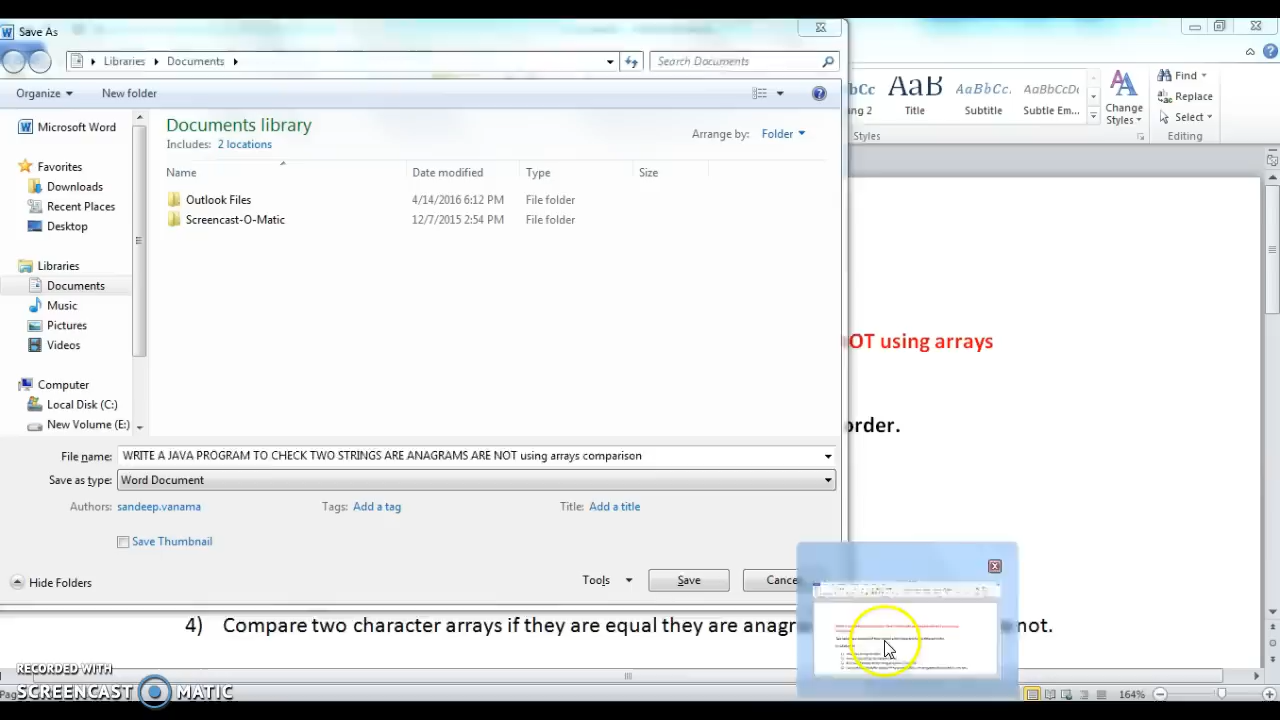 Save As
Libraries Documents Search Documents
Organize New folder
Microsoft Word
Favorites
Downloads
Recent Places
Desktop
Libraries
Documents
Music
Pictures
Videos
Computer
Local Disk (C:)
New Volume (E:)
Documents library
Includes: 2 locations
Arrange by: Folder
Name Date modified Type Size
Outlook Files 4/14/2016 6:12 PM File folder
Screencast-O-Matic 12/7/2015 2:54 PM File folder
File name: WRITE A JAVA PROGRAM TO CHECK TWO STRINGS ARE ANAGRAMS ARE NOT using arrays comparison
Save as type: Word Document
Authors: sandeep.vanama Tags: Add a tag Title: Add a title
Save Thumbnail
Hide Folders Tools Save Cance
bCc AaB AaBbCc. AaBbCcDc
ng 2 Title Subtitle Subtle Em...
Change Styles
Find
Replace
Select
Styles Editing
OT using arrays
order.
4) Compare two character arrays if they are equal they are anagr not.
RECORDED WITH
SCREENCAST MATIC
164%